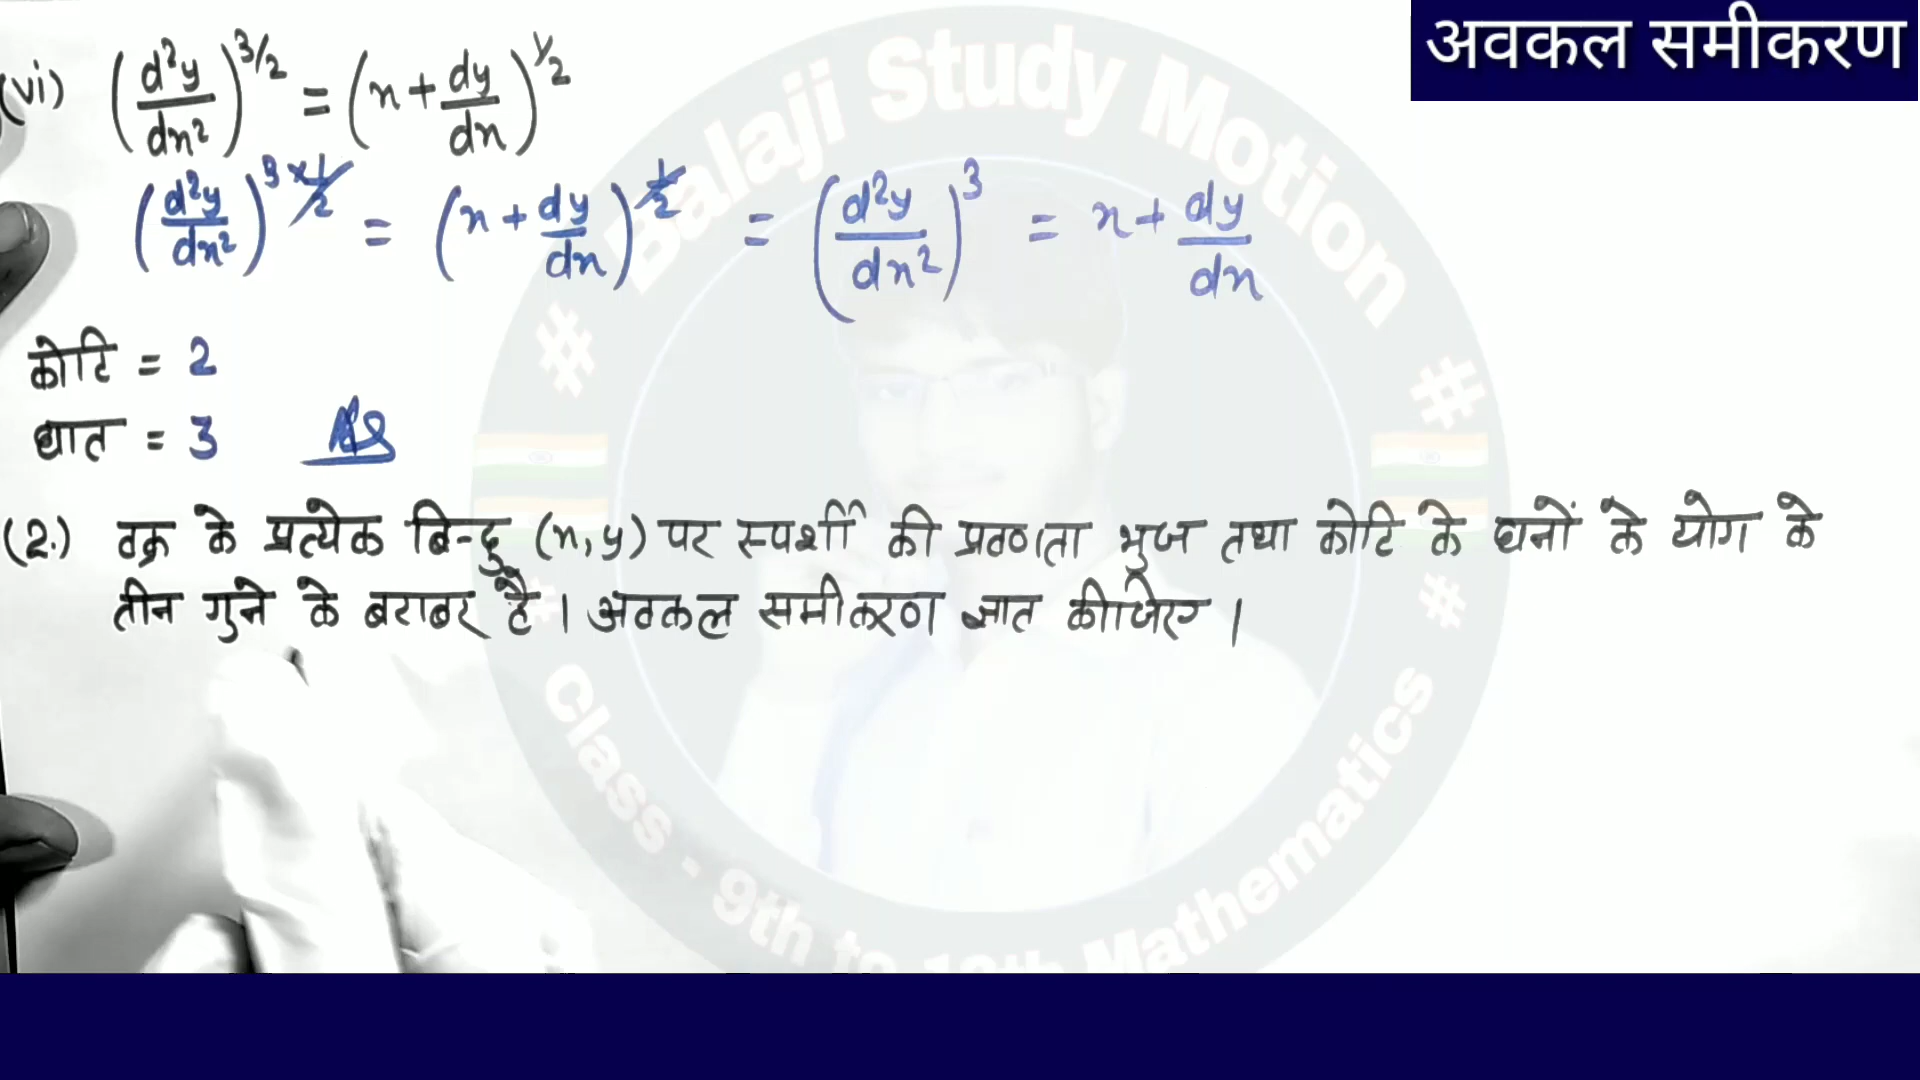 अवकल समीकरण
(vi) (d²y/dx²)^3/2 = (x + dy/dx)^1/2
(d²y/dx²)^3×1/2 = (x + dy/dx)^1/2 = (d²y/dx²)^3 = x + dy/dx
कोटि = 2
घात = 3 Ans
(2.) वक्र के प्रत्येक बिन्दु (x, y) पर स्पर्शी की प्रवणता भुज तथा कोटि के घनों के योग के
तीन गुने के बराबर है। अवकल समीकरण ज्ञात कीजिए।
# Balaji Study Motion #
# Class - 9th to 12th Mathematics #